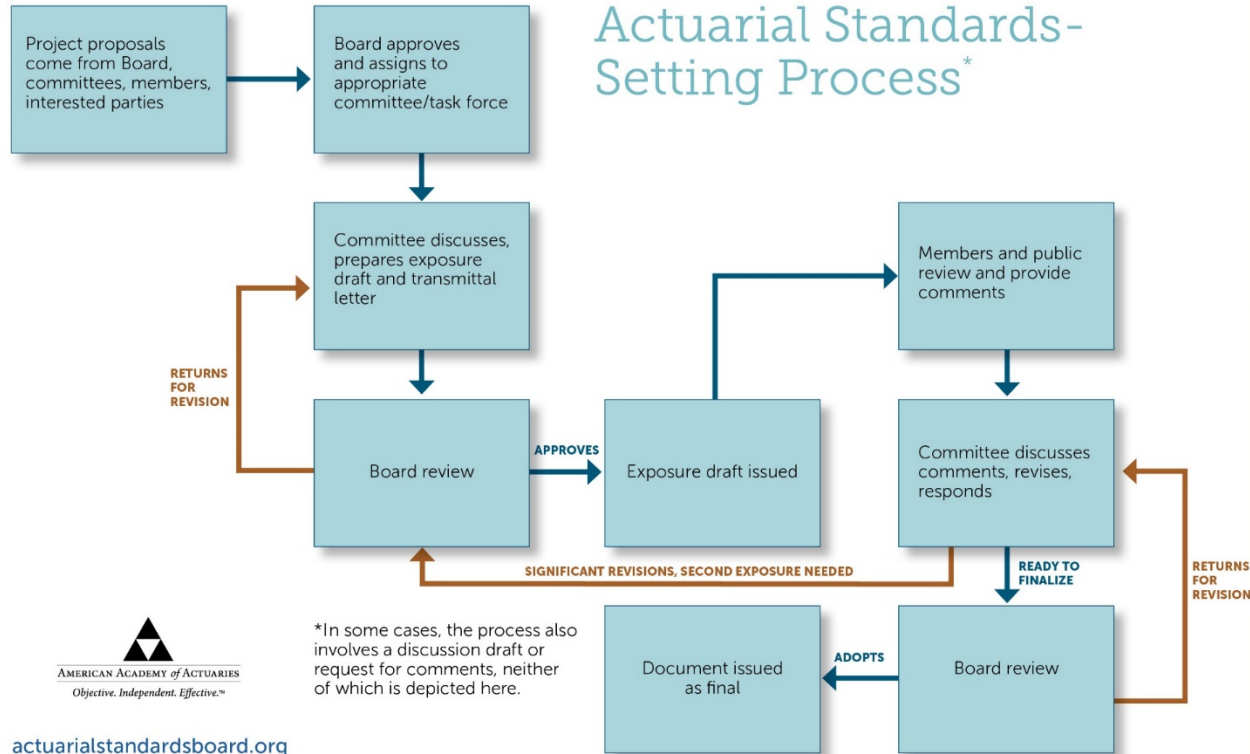 Actuarial Standards-
Setting Process*
Project proposals
come from Board,
committees, members,
interested parties
Board approves
and assigns to
appropriate
committee/task force
Committee discusses,
prepares exposure
draft and transmittal
letter
RETURNS
FOR
REVISION
Board review
APPROVES
Exposure draft issued
Members and public
review and provide
comments
Committee discusses
comments, revises,
responds
SIGNIFICANT REVISIONS, SECOND EXPOSURE NEEDED
READY TO
FINALIZE
RETURNS
FOR
REVISION
Board review
ADOPTS
Document issued
as final
*In some cases, the process also
involves a discussion draft or
request for comments, neither
of which is depicted here.
AMERICAN ACADEMY of ACTUARIES
Objective. Independent. Effective.™
actuarialstandardsboard.org